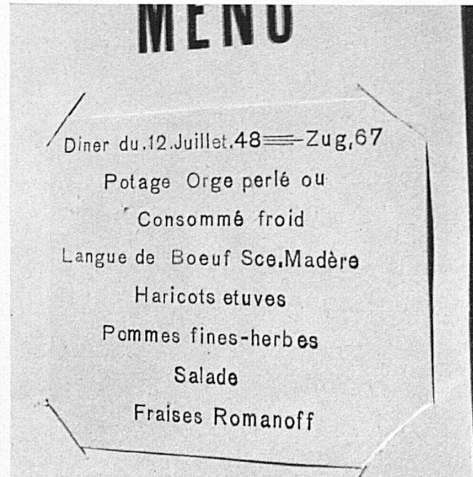 MENU
Diner du.12.Juillet.48══Zug,67
Potage Orge perlé ou
Consommé froid
Langue de Boeuf Sce.Madère
Haricots etuves
Pommes fines-herbes
Salade
Fraises Romanoff